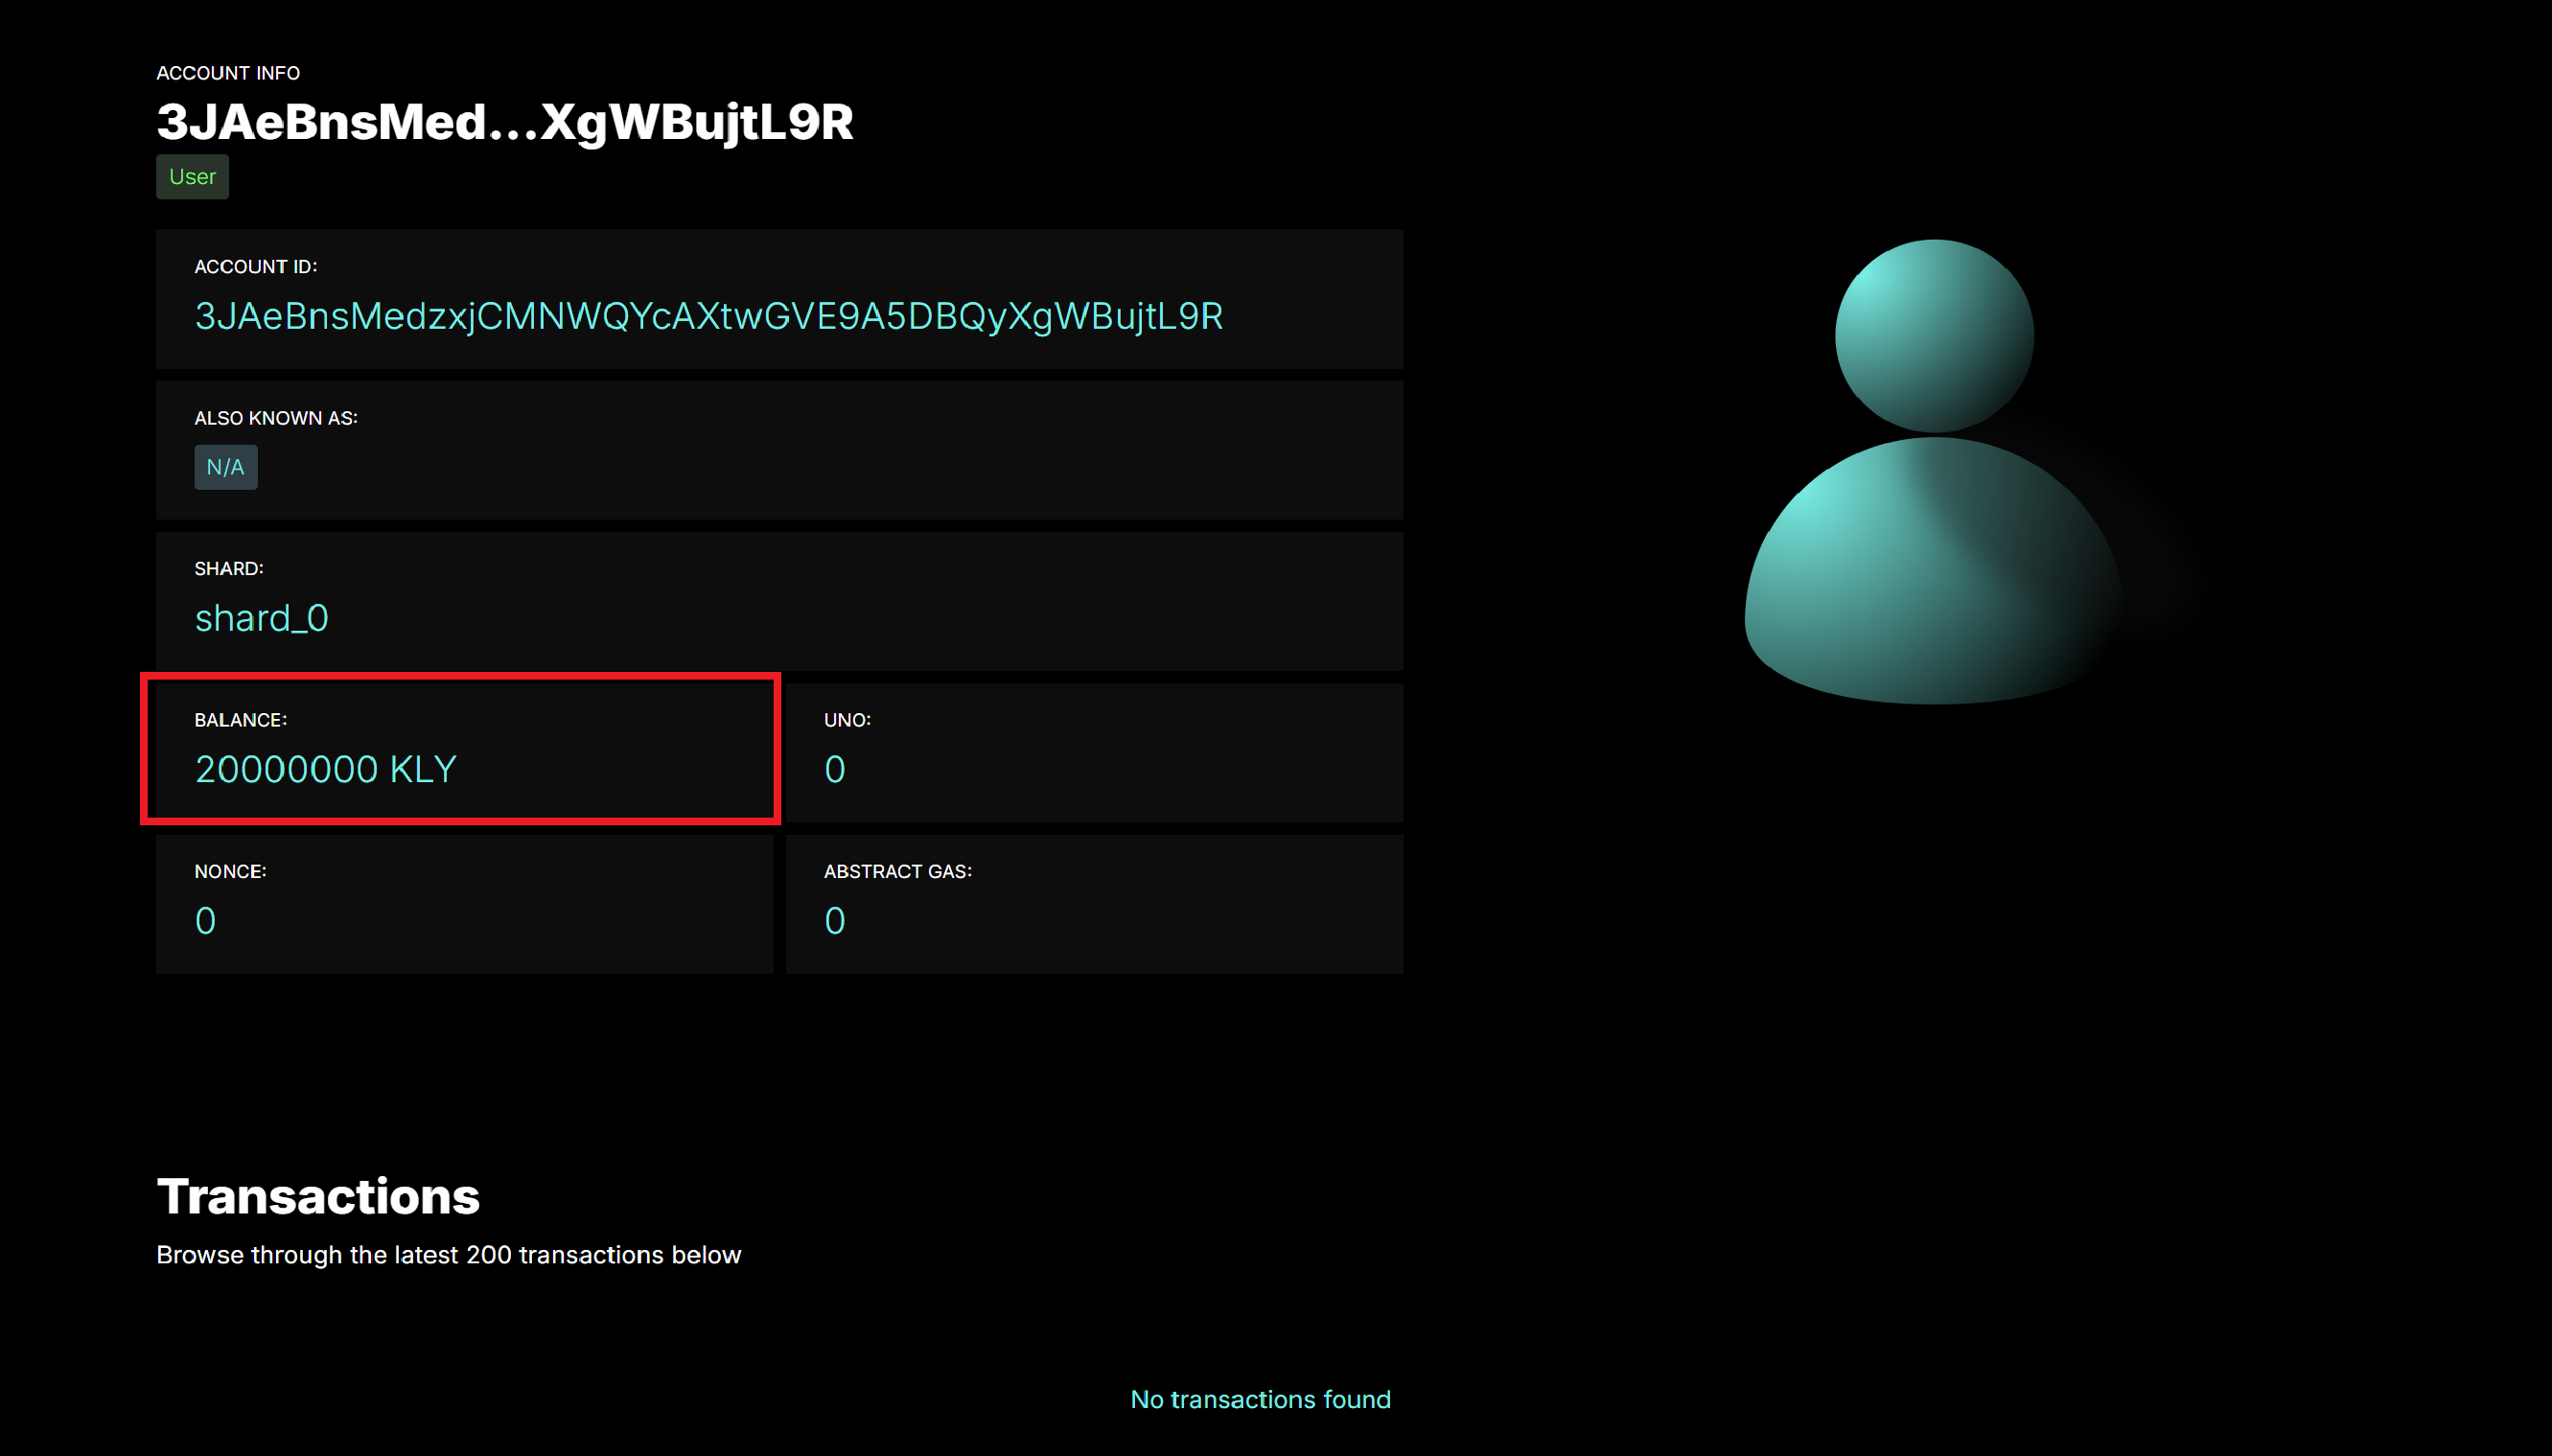 ACCOUNT INFO
3JAeBnsMed...XgWBujtL9R
User
ACCOUNT ID:
3JAeBnsMedzxjCMNWQYcAXtwGVE9A5DBQyXgWBujtL9R
ALSO KNOWN AS:
N/A
SHARD:
shard_0
BALANCE:
20000000 KLY
UNO:
0
NONCE:
0
ABSTRACT GAS:
0
Transactions
Browse through the latest 200 transactions below
No transactions found